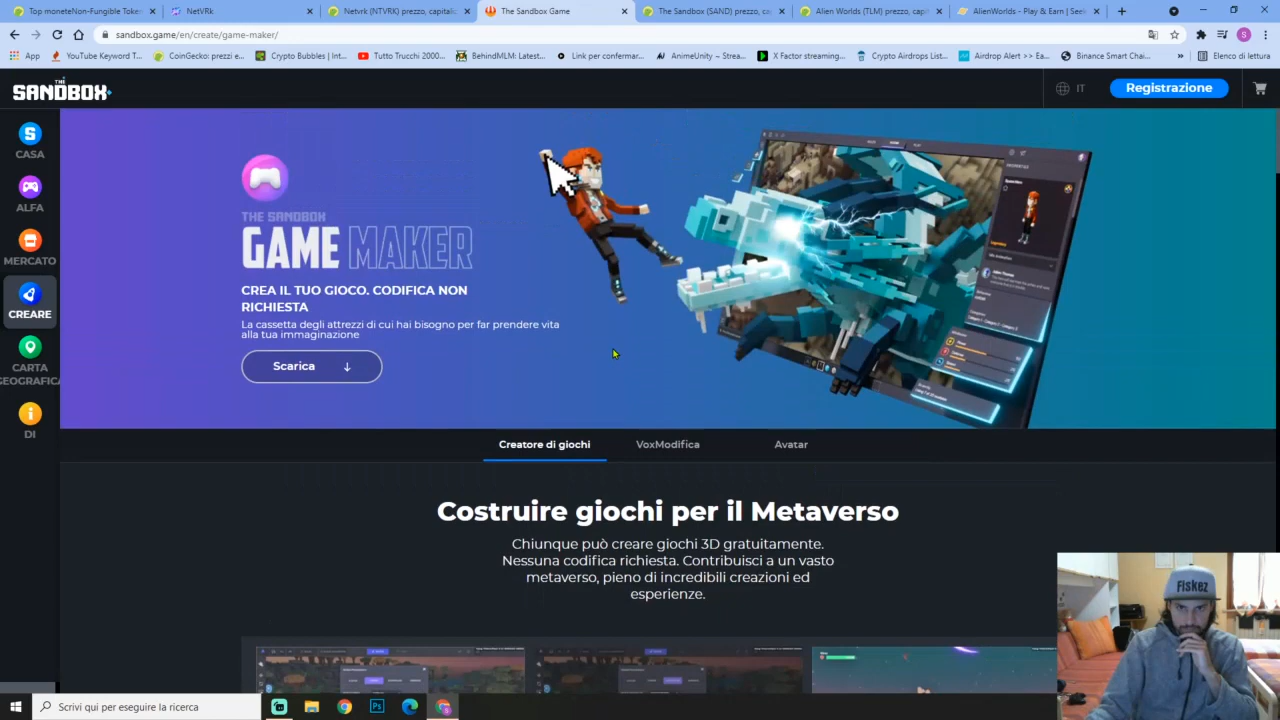 Top moneteNon-Fungible Toke
NetVRk
Netvrk (NTVRK) prezzo, capitali
The Sandbox Game
The Sandbox (SAND) prezzo, ca
Alien Worlds (TLM) prezzo, capi
AlienWorlds - Play & Earn | Seek
sandbox.game/en/create/game-maker/
App
YouTube Keyword T...
CoinGecko: prezzi e...
Crypto Bubbles | Int...
Tutto Trucchi 2000...
BehindMLM: Latest...
Link per confermar...
AnimeUnity ~ Strea...
X Factor streaming...
Crypto Airdrops List...
Airdrop Alert >> Ea...
Binance Smart Chai...
»
Elenco di lettura
THE
SANDBOX
IT
Registrazione
CASA
ALFA
MERCATO
CREARE
CARTA
GEOGRAFICA
DI
THE SANDBOX
GAME MAKER
CREA IL TUO GIOCO. CODIFICA NON
RICHIESTA
La cassetta degli attrezzi di cui hai bisogno per far prendere vita
alla tua immaginazione
Scarica
Creatore di giochi
VoxModifica
Avatar
Costruire giochi per il Metaverso
Chiunque può creare giochi 3D gratuitamente.
Nessuna codifica richiesta. Contribuisci a un vasto
metaverso, pieno di incredibili creazioni ed
esperienze.
Fiskez
Scrivi qui per eseguire la ricerca